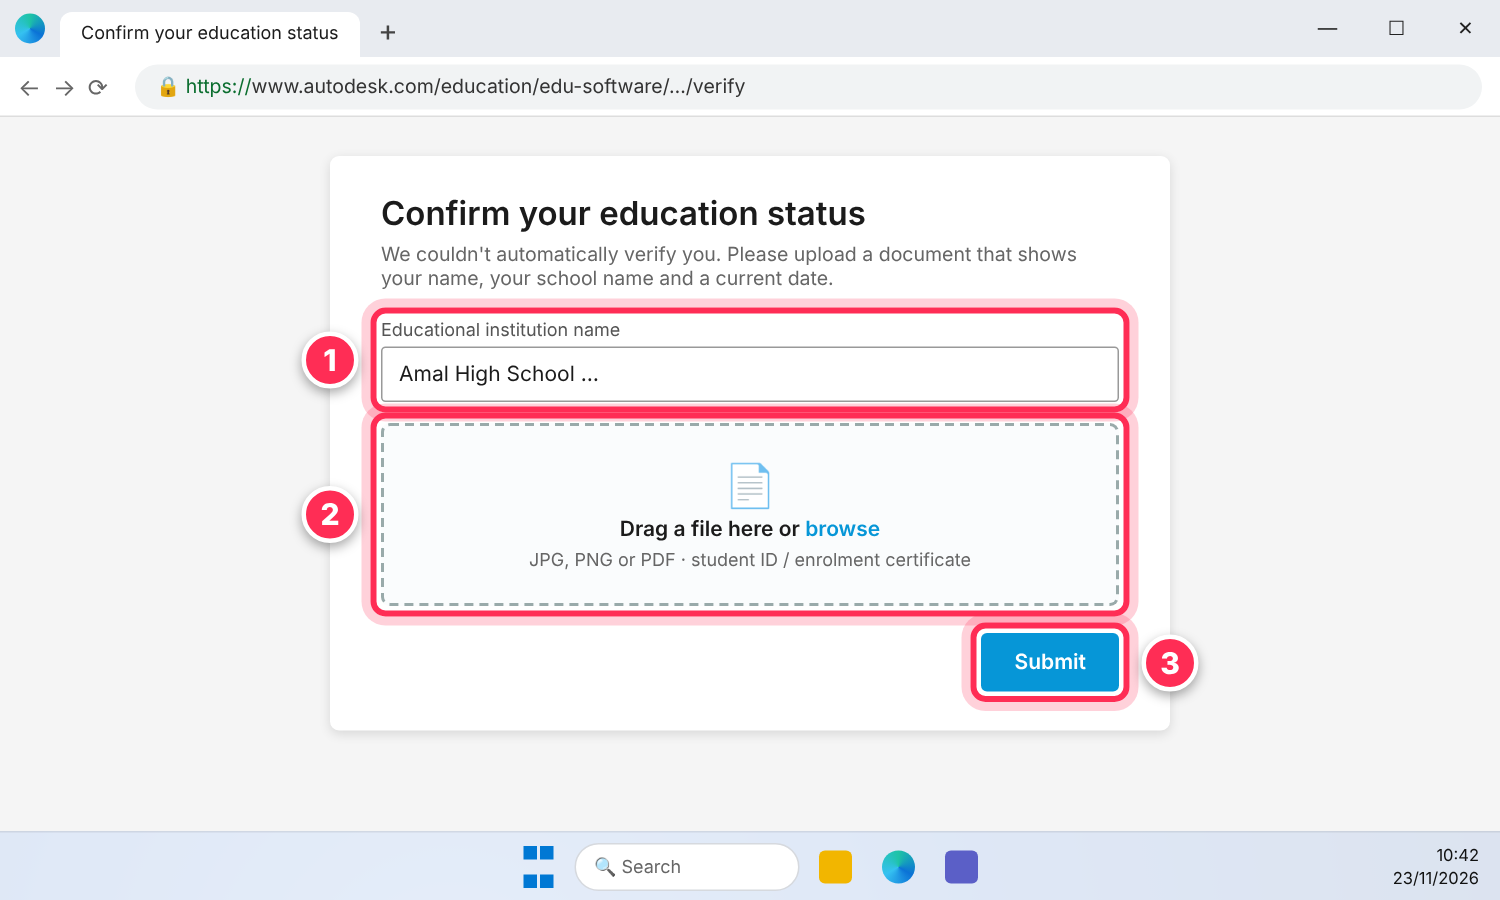 Confirm your education status
https://www.autodesk.com/education/edu-software/.../verify
Confirm your education status
We couldn't automatically verify you. Please upload a document that shows
your name, your school name and a current date.
Educational institution name
1
Amal High School ...
2
Drag a file here or browse
JPG, PNG or PDF · student ID / enrolment certificate
Submit
3
Search
10:42
23/11/2026